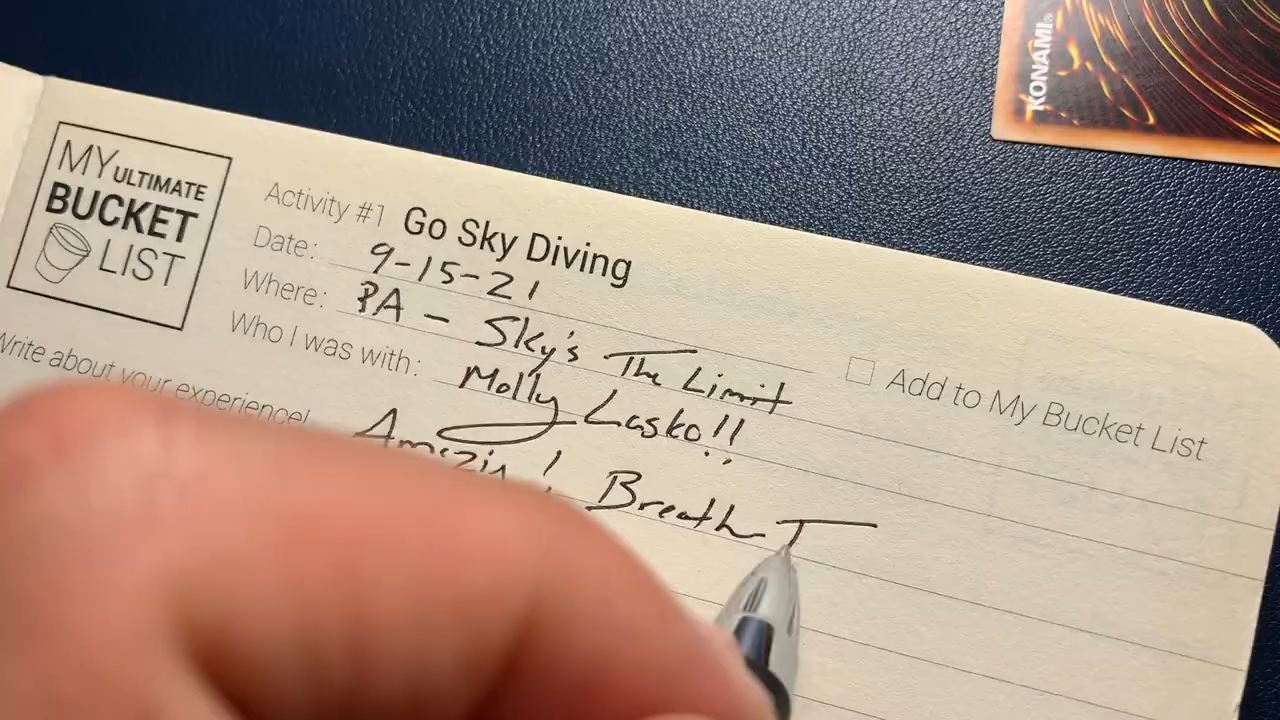 KONAMI®
MY ULTIMATE
BUCKET
LIST
Activity #1 Go Sky Diving
Date: 9-15-21
Where: PA - Sky's The Limit
Who I was with: Molly Lasko!!
Add to My Bucket List
Write about your experience!
! Breath T